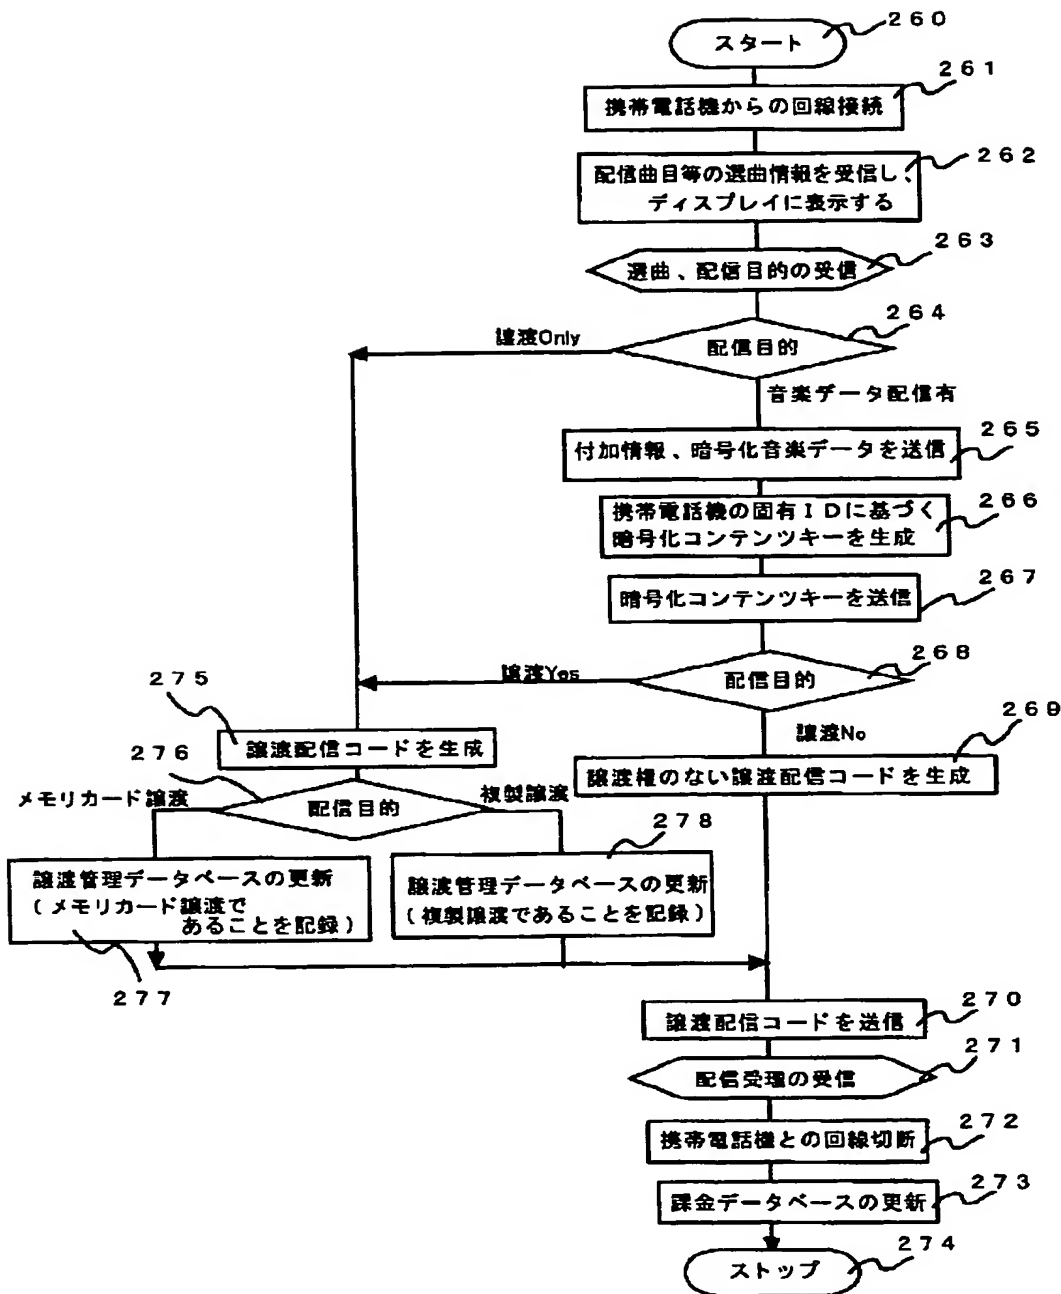 スタート
260
携帯電話機からの回線接続
261
配信曲目等の選曲情報を受信し、
ディスプレイに表示する
262
選曲、配信目的の受信
263
配信目的
264
譲渡Only
音楽データ配信有
付加情報、暗号化音楽データを送信
265
携帯電話機の固有IDに基づく
暗号化コンテンツキーを生成
266
暗号化コンテンツキーを送信
267
配信目的
268
譲渡Yes
譲渡No
譲渡権のない譲渡配信コードを生成
269
275
譲渡配信コードを生成
276
配信目的
メモリカード譲渡
複製譲渡
譲渡管理データベースの更新
(メモリカード譲渡で
あることを記録)
277
278
譲渡管理データベースの更新
(複製譲渡であることを記録)
譲渡配信コードを送信
270
配信受理の受信
271
携帯電話機との回線切断
272
課金データベースの更新
273
ストップ
274